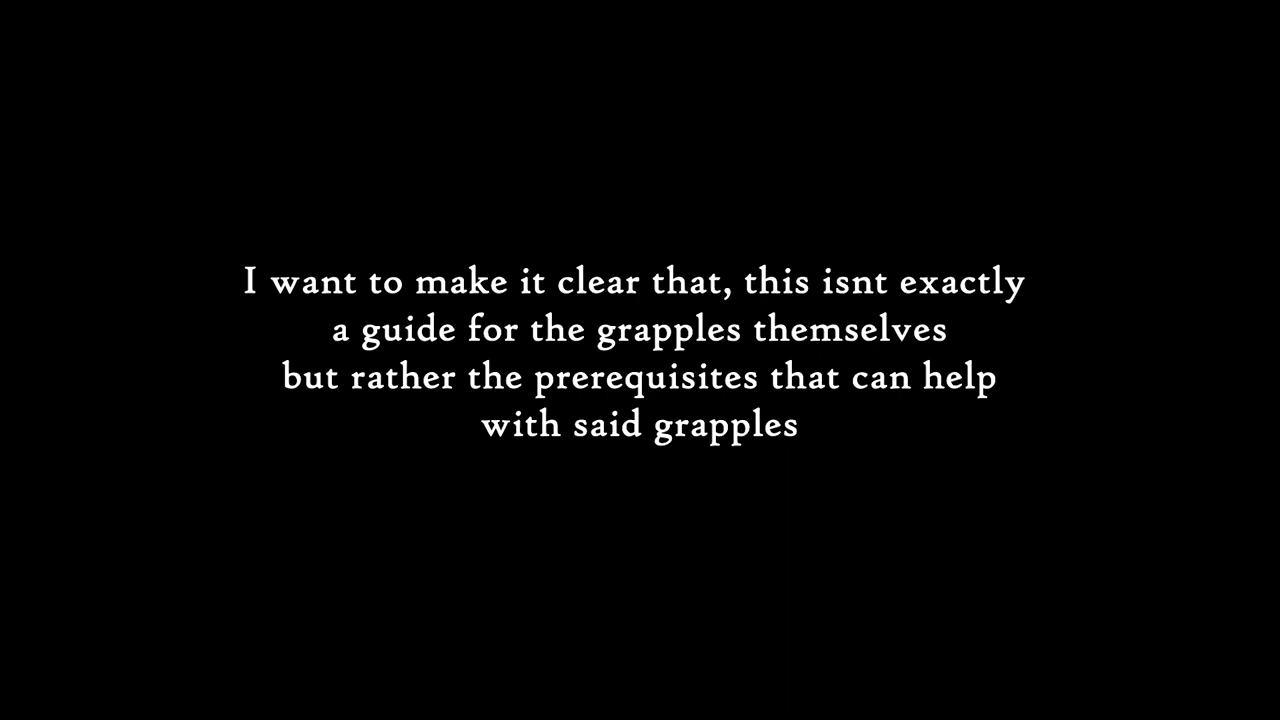 I want to make it clear that, this isnt exactly
a guide for the grapples themselves
but rather the prerequisites that can help
with said grapples